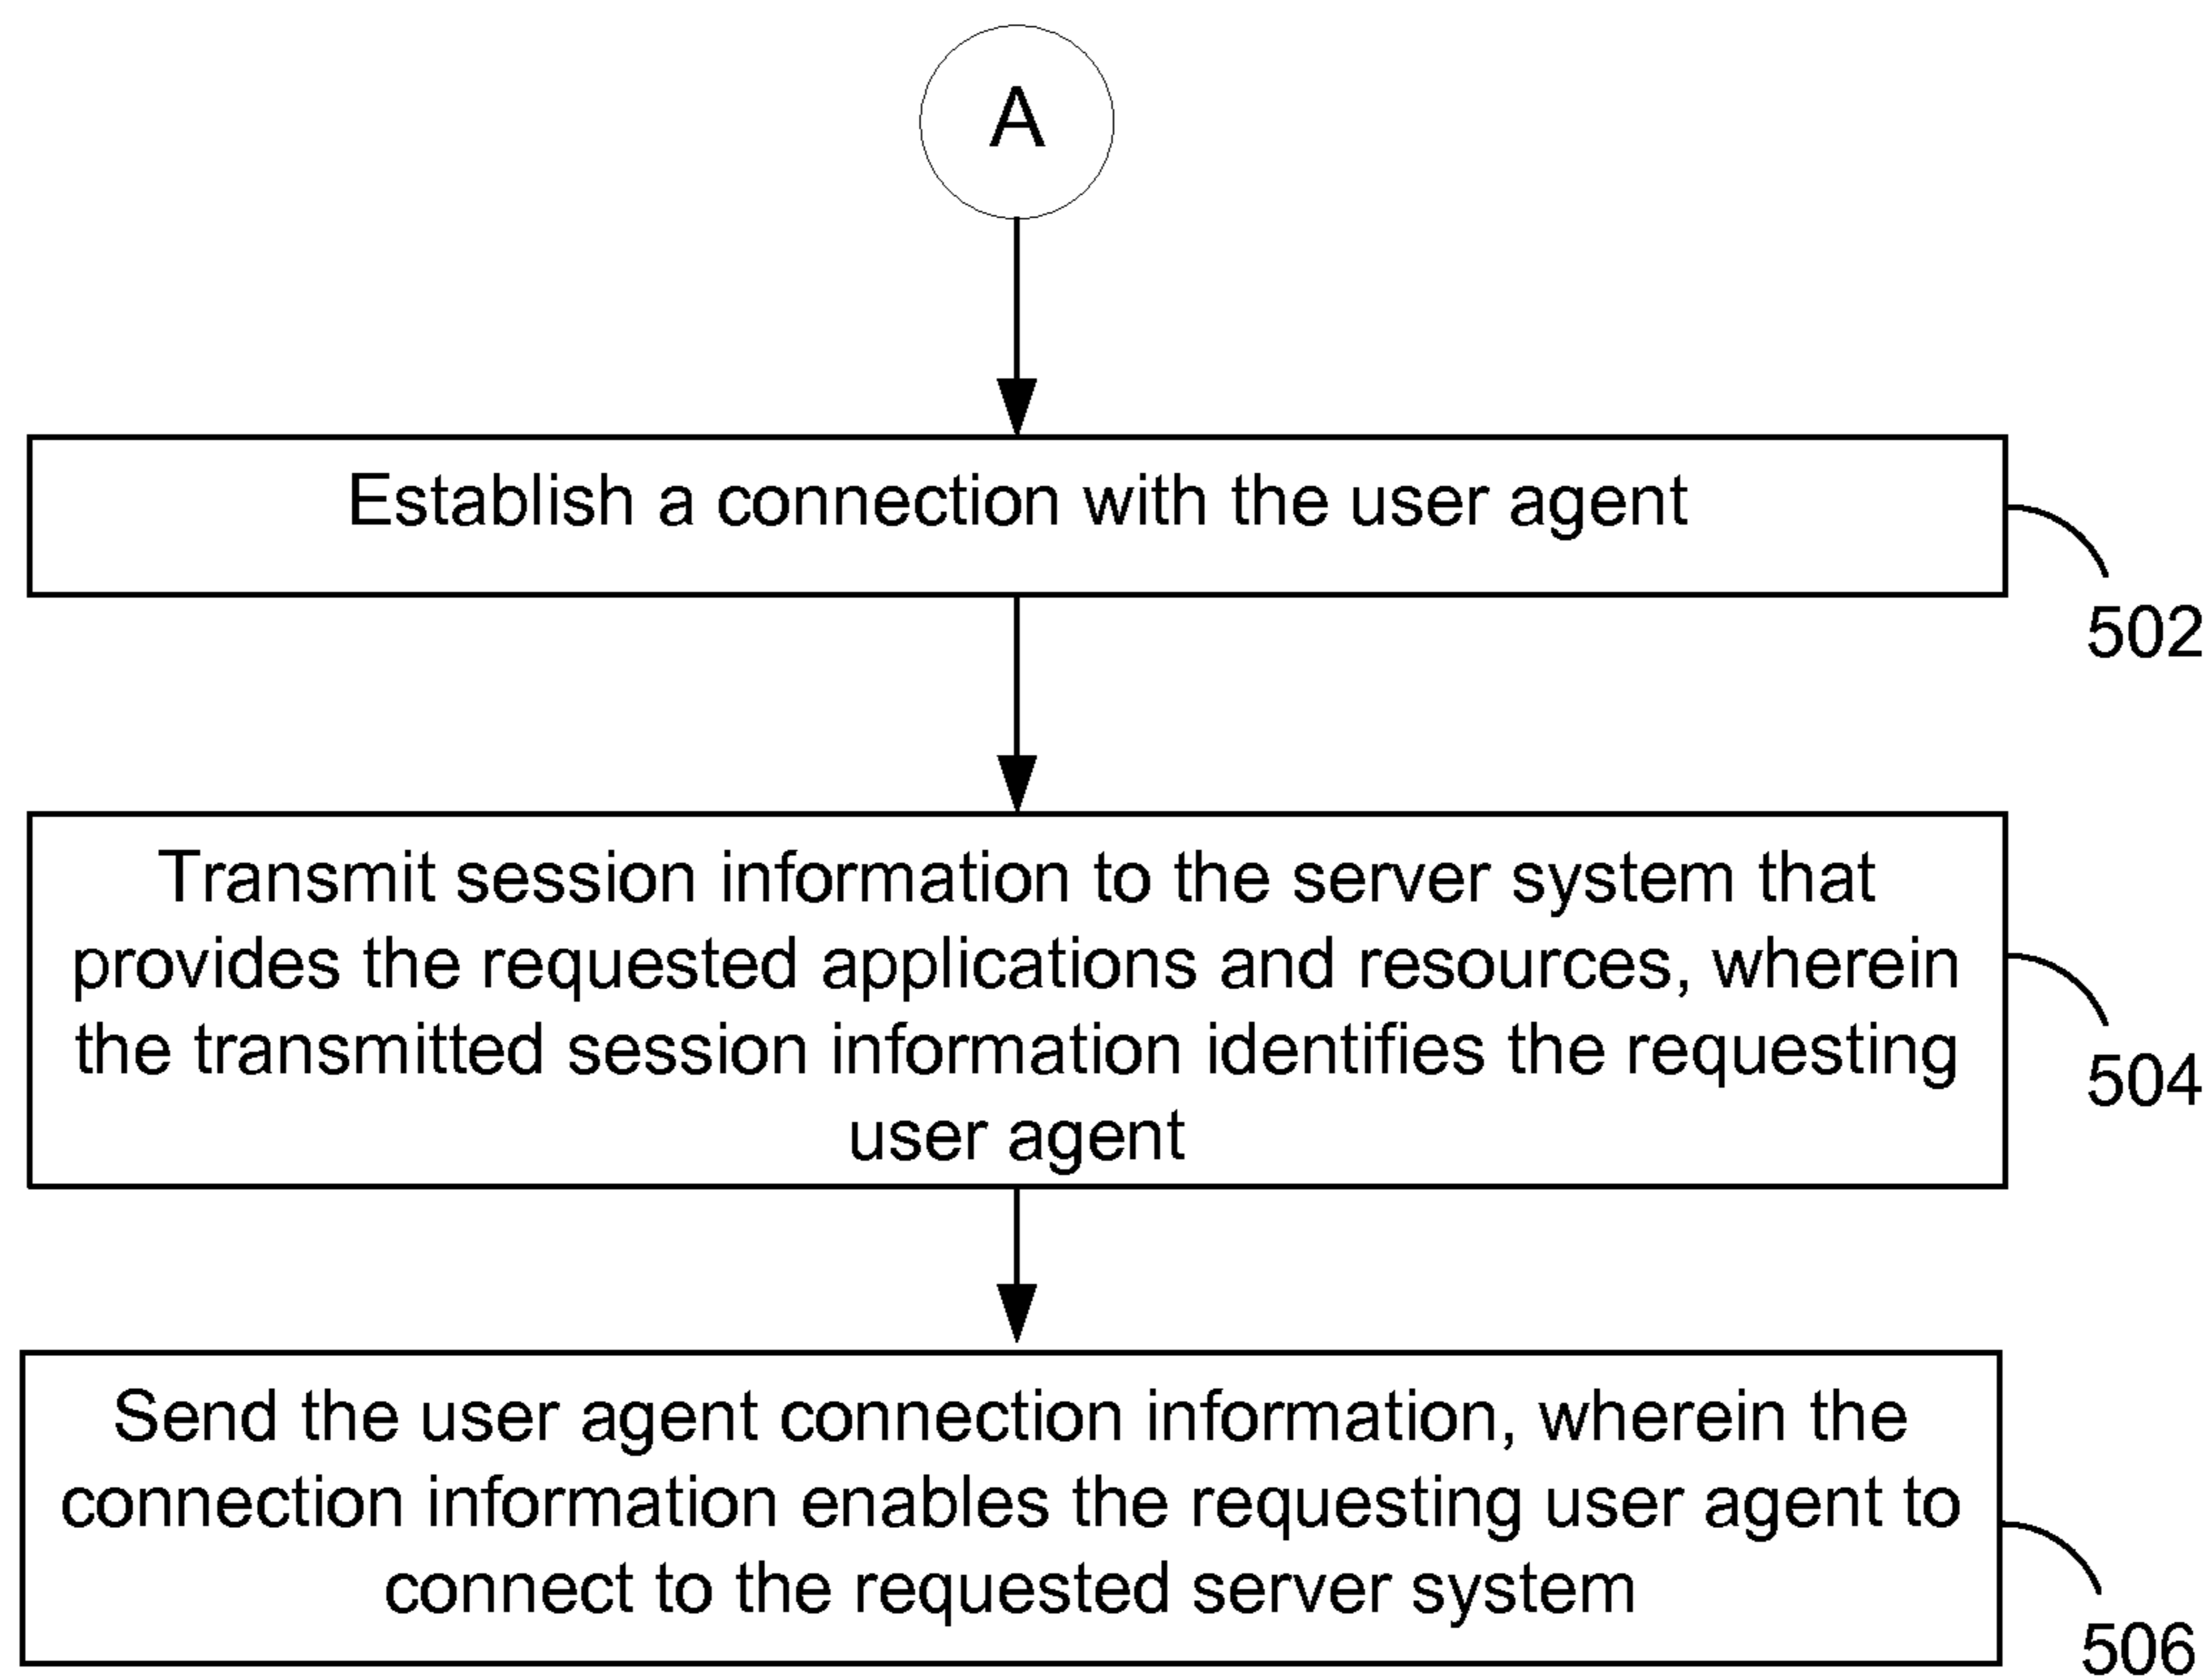 A
Establish a connection with the user agent
502
Transmit session information to the server system that
provides the requested applications and resources, wherein
the transmitted session information identifies the requesting
user agent
504
Send the user agent connection information, wherein the
connection information enables the requesting user agent to
connect to the requested server system
506